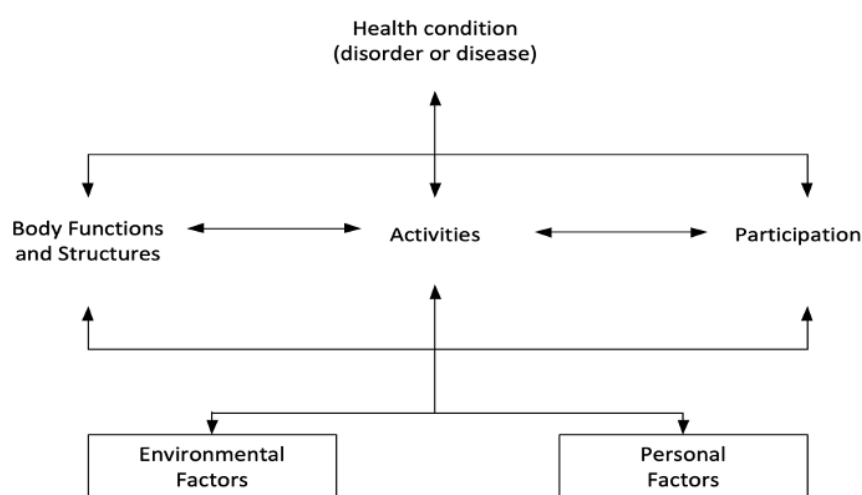 Health condition
(disorder or disease)
Body Functions
and Structures
Activities
Participation
Environmental
Factors
Personal
Factors